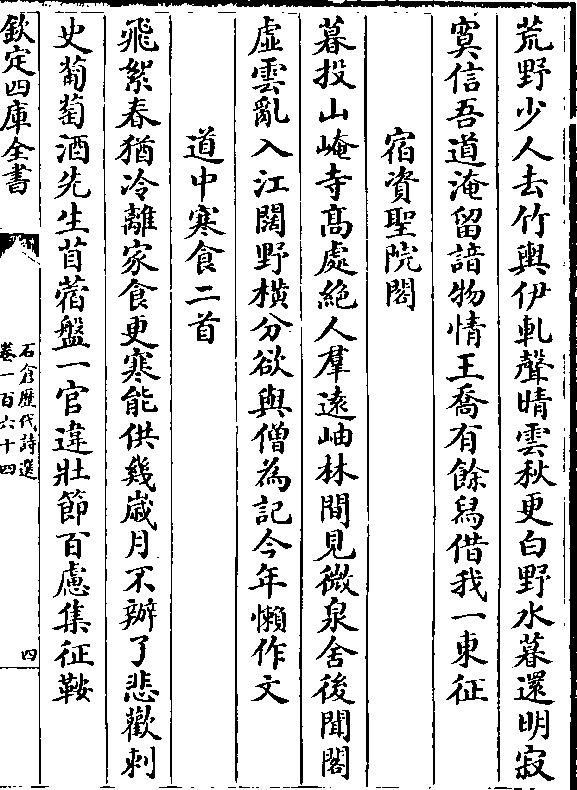 荒野少人去竹輿伊軋聲晴雲秋更白野水暮還明寂
寞信吾道淹留諳物情王喬有餘舄借我一東征
宿資聖院閣
暮投山崦寺髙處絶人羣逺岫林間見微泉舍後聞閣
虛雲亂入江闊野橫分欲與僧為記今年懶作文
道中寒食二首
飛絮春猶冷離家食更寒能供幾歲月不辦了悲歡刺
史葡萄酒先生苜蓿盤一官違壯節百慮集征鞍
欽定四庫全書
石倉歷代詩選
卷一百六十四
四